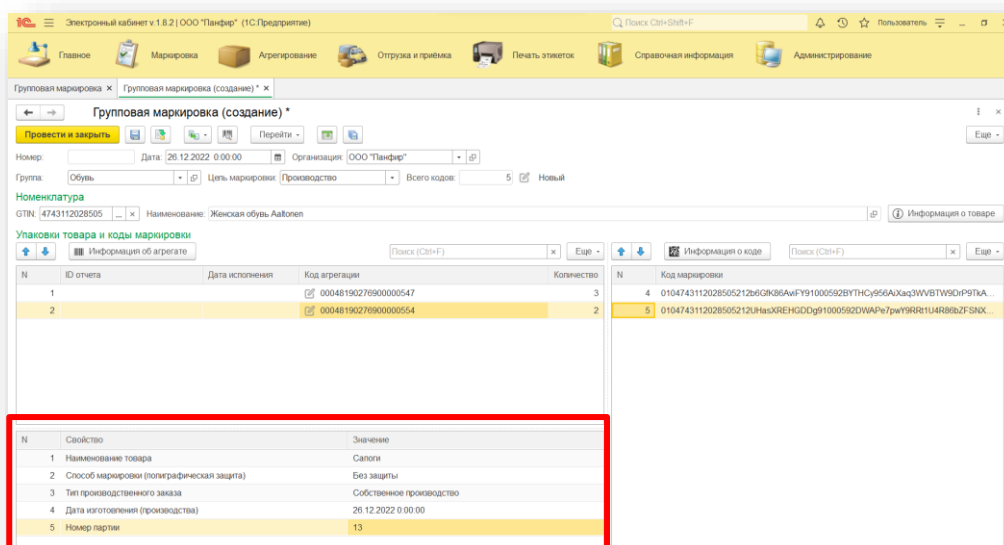 1С Электронный кабинет v.1.8.2 | ООО "Панфир" (1С:Предприятие) Поиск Ctrl+Shift+F Пользователь
Главное Маркировка Агрегирование Отгрузка и приёмка Печать этикеток Справочная информация Администрирование
Групповая маркировка × Групповая маркировка (создание) * ×
Групповая маркировка (создание) *
Провести и закрыть Перейти Еще
Номер: Дата: 26.12.2022 0:00:00 Организация: ООО "Панфир"
Группа: Обувь Цель маркировки: Производство Всего кодов: 5 Новый
Номенклатура
GTIN: 4743112028505 ... × Наименование: Женская обувь Aaltonen Информация о товаре
Упаковки товара и коды маркировки
Информация об агрегате Поиск (Ctrl+F) × Еще Информация о коде Поиск (Ctrl+F) × Еще
N ID отчета Дата исполнения Код агрегации Количество N Код маркировки
1 00048190276900000547 3 4 0104743112028505212b6GfK86AviFY91000592BYTHCy956AiXaq3WVBTW9DrP9TkA...
2 00048190276900000554 2 5 0104743112028505212UHasXREHGDDg91000592DWAPe7pwY9RRt1U4R86bZFSNX...
N Свойство Значение
1 Наименование товара Сапоги
2 Способ маркировки (полиграфическая защита) Без защиты
3 Тип производственного заказа Собственное производство
4 Дата изготовления (производства) 26.12.2022 0:00:00
5 Номер партии 13